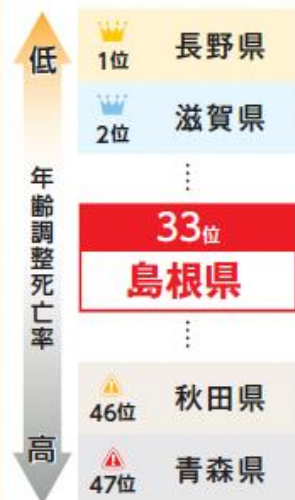 低
年齢調整死亡率
高
1位 長野県
2位 滋賀県
33位
島根県
46位 秋田県
47位 青森県